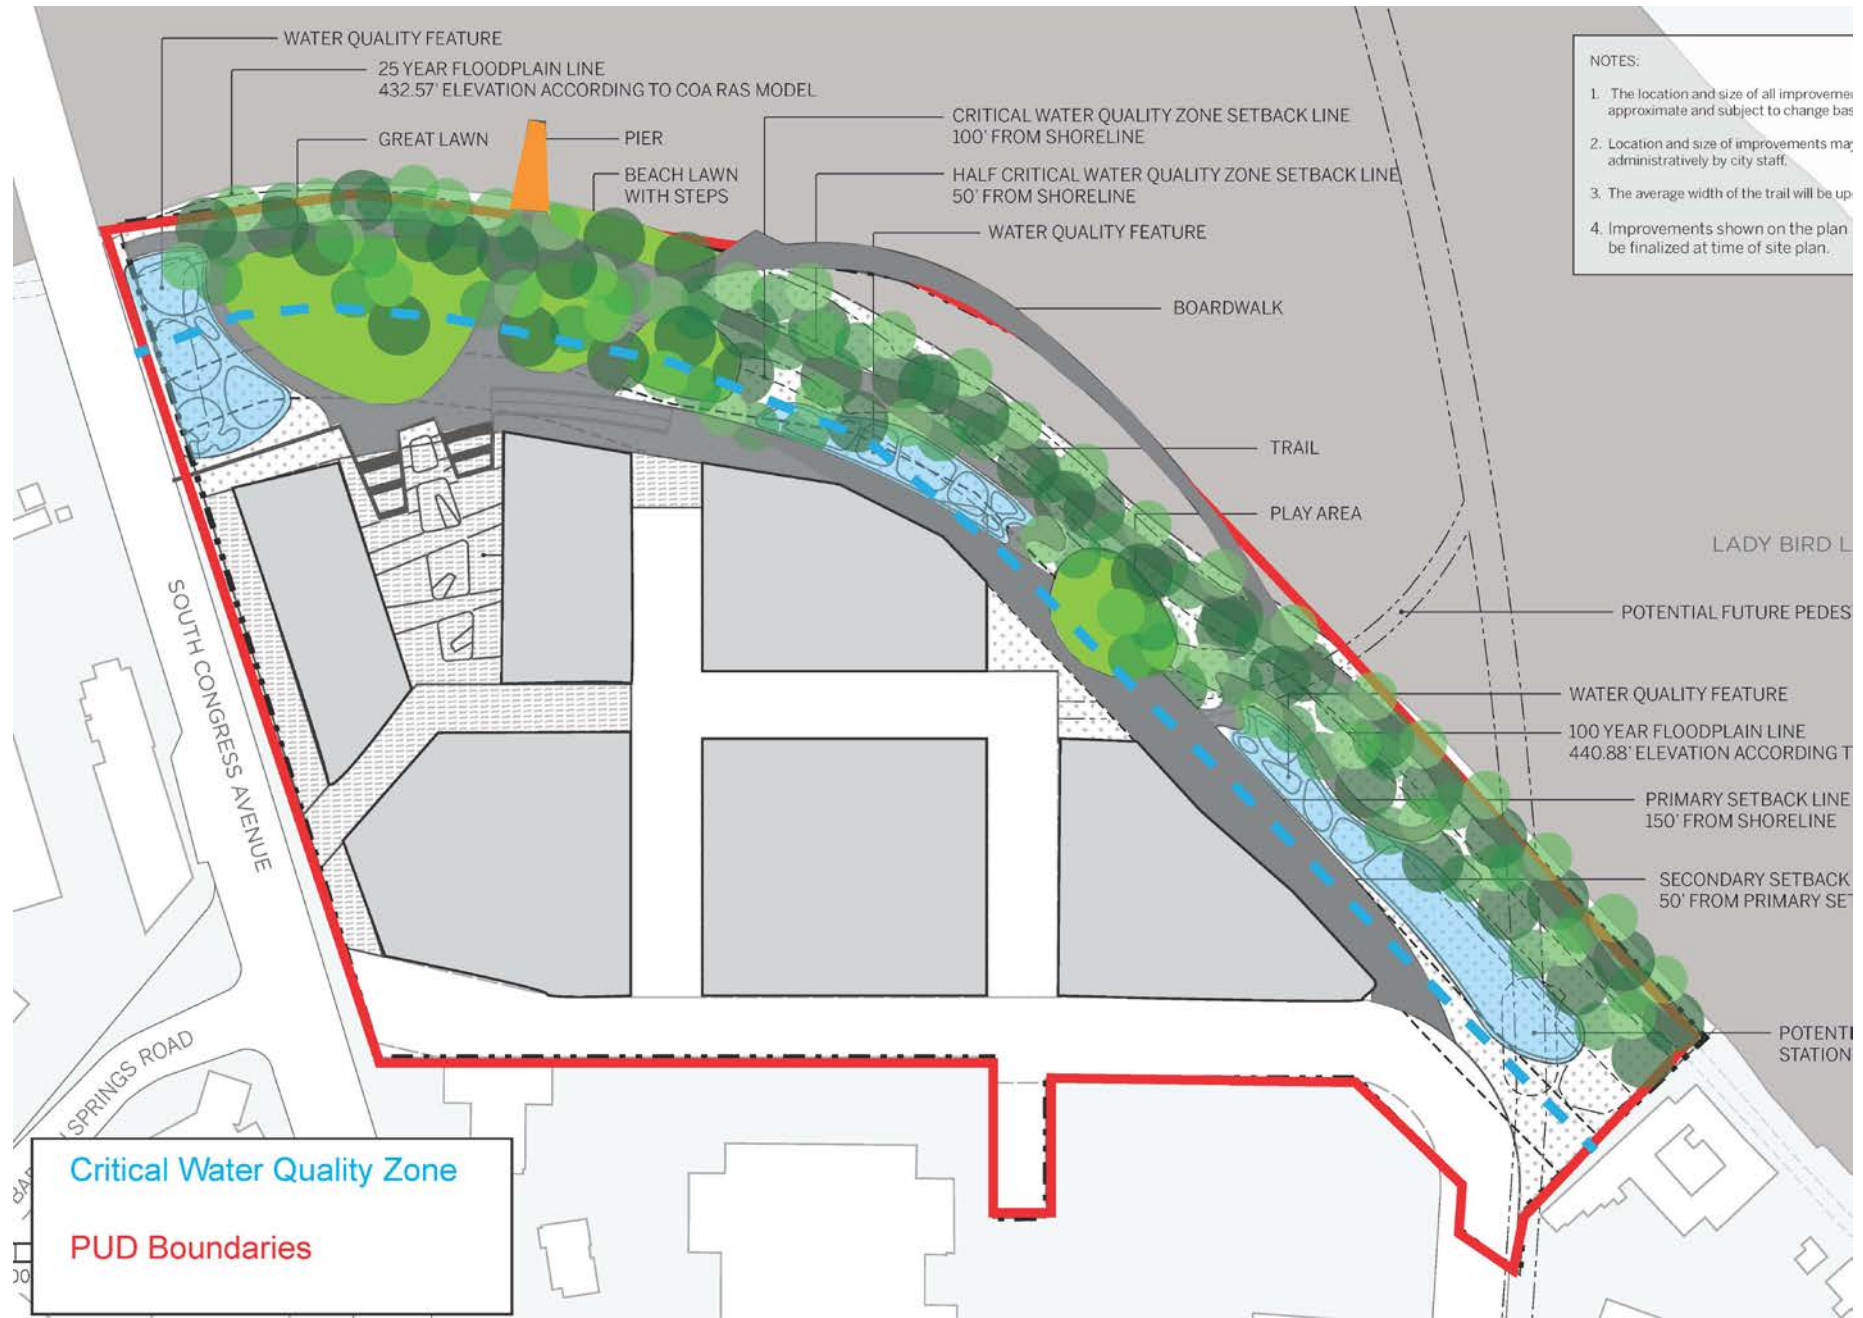 WATER QUALITY FEATURE
25 YEAR FLOODPLAIN LINE
432.57' ELEVATION ACCORDING TO COA RAS MODEL
GREAT LAWN
PIER
BEACH LAWN
WITH STEPS
CRITICAL WATER QUALITY ZONE SETBACK LINE
100' FROM SHORELINE
HALF CRITICAL WATER QUALITY ZONE SETBACK LINE
50' FROM SHORELINE
WATER QUALITY FEATURE
BOARDWALK
NOTES:
1. The location and size of all improveme
approximate and subject to change bas
2. Location and size of improvements may
administratively by city staff.
3. The average width of the trail will be up
4. Improvements shown on the plan
be finalized at time of site plan.
TRAIL
PLAY AREA
LADY BIRD L
POTENTIAL FUTURE PEDES
WATER QUALITY FEATURE
100 YEAR FLOODPLAIN LINE
440.88' ELEVATION ACCORDING T
PRIMARY SETBACK LINE
150' FROM SHORELINE
SECONDARY SETBACK
50' FROM PRIMARY SET
POTENTI
STATION
SOUTH CONGRESS AVENUE
SPRINGS ROAD
Critical Water Quality Zone
PUD Boundaries